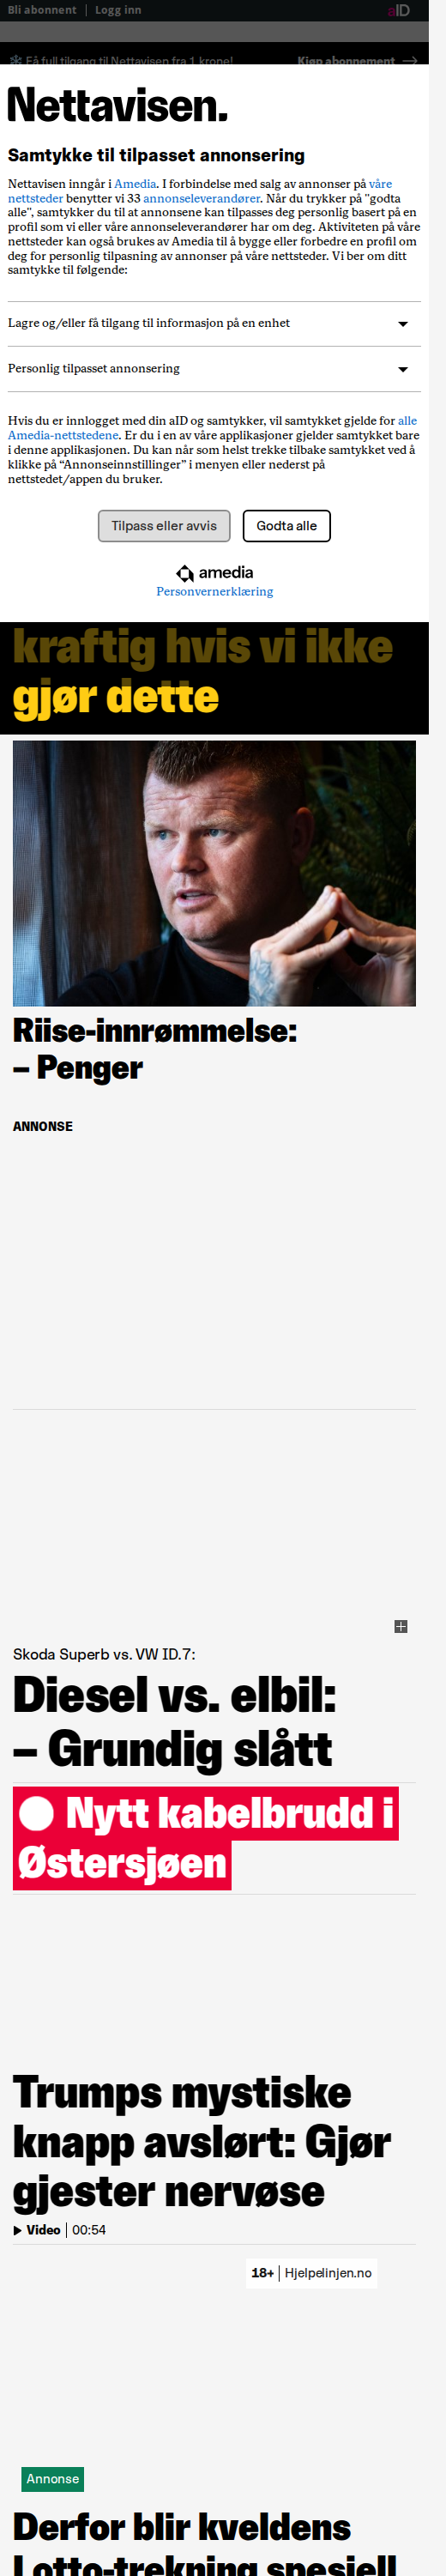 Bli abonnent | Logg inn
aID
Få full tilgang til Nettavisen fra 1 krone!
Kjøp abonnement →
Nettavisen.
Samtykke til tilpasset annonsering
Nettavisen inngår i Amedia. I forbindelse med salg av annonser på våre
nettsteder benytter vi 33 annonseleverandører. Når du trykker på "godta
alle", samtykker du til at annonsene kan tilpasses deg personlig basert på en
profil som vi eller våre annonseleverandører har om deg. Aktiviteten på våre
nettsteder kan også brukes av Amedia til å bygge eller forbedre en profil om
deg for personlig tilpasning av annonser på våre nettsteder. Vi ber om ditt
samtykke til følgende:
Lagre og/eller få tilgang til informasjon på en enhet
Personlig tilpasset annonsering
Hvis du er innlogget med din aID og samtykker, vil samtykket gjelde for alle
Amedia-nettstedene. Er du i en av våre applikasjoner gjelder samtykket bare
i denne applikasjonen. Du kan når som helst trekke tilbake samtykket ved å
klikke på “Annonseinnstillinger” i menyen eller nederst på
nettstedet/appen du bruker.
Tilpass eller avvis
Godta alle
amedia
Personvernerklæring
kraftig hvis vi ikke
gjør dette
Riise-innrømmelse:
– Penger
ANNONSE
Skoda Superb vs. VW ID.7:
Diesel vs. elbil:
– Grundig slått
Nytt kabelbrudd i
Østersjøen
Trumps mystiske
knapp avslørt: Gjør
gjester nervøse
Video | 00:54
18+ | Hjelpelinjen.no
Annonse
Derfor blir kveldens
Lotto-trekning spesiell